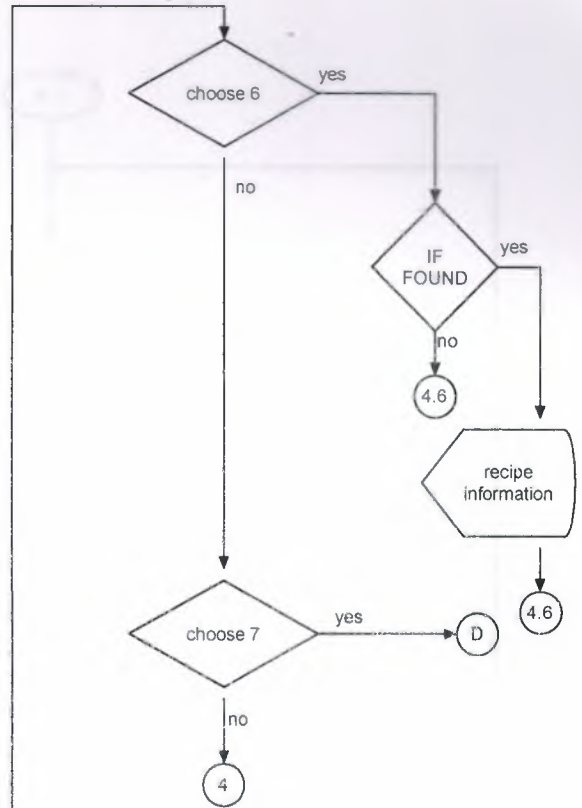 choose 6
yes
no
IF
FOUND
yes
no
4.6
recipe
information
4.6
choose 7
yes
D
no
4